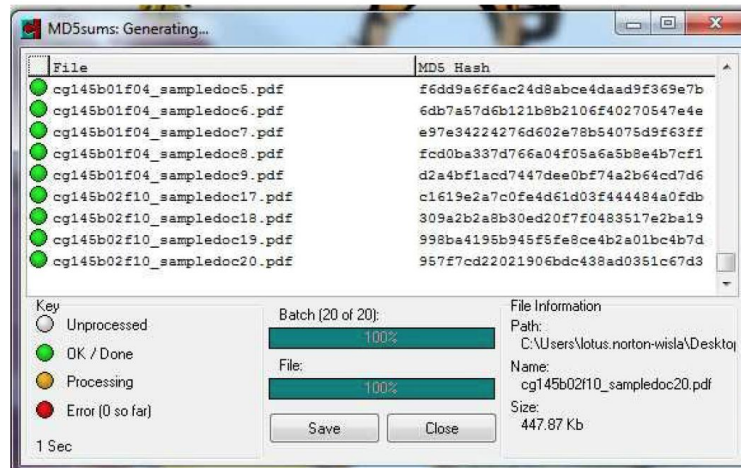 MD5sums: Generating...
File MD5 Hash
cg145b01f04_sampledoc5.pdf f6dd9a6f6ac24d8abce4daad9f369e7b
cg145b01f04_sampledoc6.pdf 6db7a57d6b121b8b2106f40270547e4e
cg145b01f04_sampledoc7.pdf e97e34224276d602e78b54075d9f63ff
cg145b01f04_sampledoc8.pdf fcd0ba337d766a04f05a6a5b8e4b7cf1
cg145b01f04_sampledoc9.pdf d2a4bf1acd7447dee0bf74a2b64cd7d6
cg145b02f10_sampledoc17.pdf c1619e2a7c0fe4d61d03f444484a0fdb
cg145b02f10_sampledoc18.pdf 309a2b2a8b30ed20f7f0483517e2ba19
cg145b02f10_sampledoc19.pdf 998ba4195b945f5fe8ce4b2a01bc4b7d
cg145b02f10_sampledoc20.pdf 957f7cd22021906bdc438ad0351c67d3
Key
Unprocessed
OK / Done
Processing
Error (0 so far)
1 Sec
Batch (20 of 20):
100%
File:
100%
Save Close
File Information
Path:
C:\Users\lotus.norton-wisla\Desktop
Name:
cg145b02f10_sampledoc20.pdf
Size:
447.87 Kb